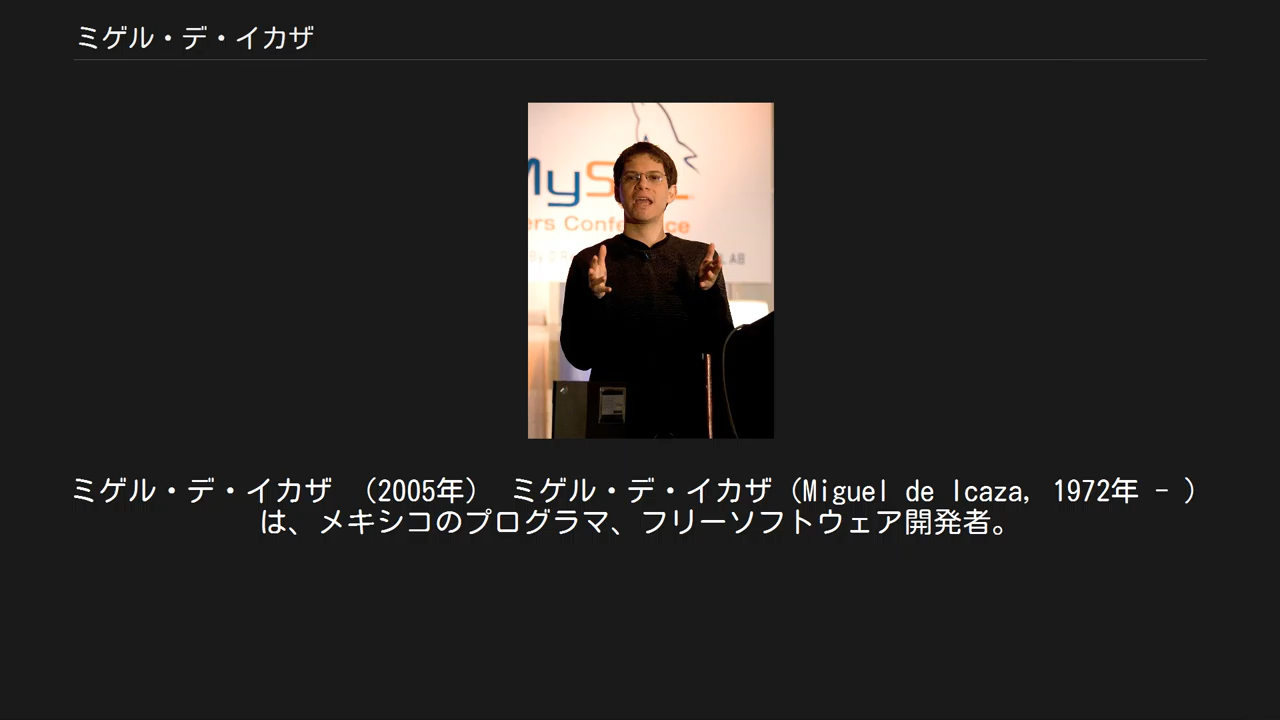 ミゲル・デ・イカザ
MyS
ers Conference
AB
ミゲル・デ・イカザ （2005年） ミゲル・デ・イカザ（Miguel de Icaza, 1972年 - ）
は、メキシコのプログラマ、フリーソフトウェア開発者。